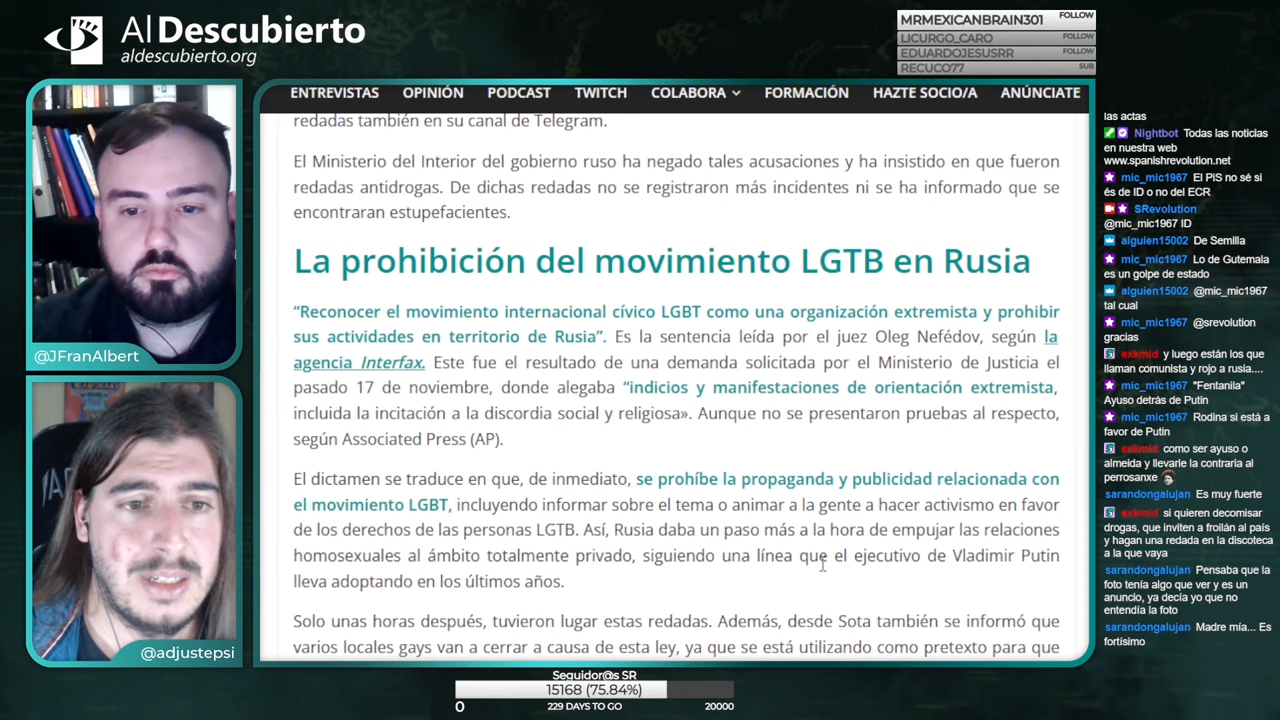 Al Descubierto
aldescubierto.org
MRMEXICANBRAIN301 FOLLOW
LICURGO_CARO FOLLOW
EDUARDOJESUSRR FOLLOW
RECUCO77 SUB
ENTREVISTAS OPINIÓN PODCAST TWITCH COLABORA FORMACIÓN HAZTE SOCIO/A ANÚNCIATE
redadas también en su canal de Telegram.
El Ministerio del Interior del gobierno ruso ha negado tales acusaciones y ha insistido en que fueron
redadas antidrogas. De dichas redadas no se registraron más incidentes ni se ha informado que se
encontraran estupefacientes.
La prohibición del movimiento LGTB en Rusia
“Reconocer el movimiento internacional cívico LGBT como una organización extremista y prohibir
sus actividades en territorio de Rusia”. Es la sentencia leída por el juez Oleg Nefédov, según la
agencia Interfax. Este fue el resultado de una demanda solicitada por el Ministerio de Justicia el
pasado 17 de noviembre, donde alegaba “indicios y manifestaciones de orientación extremista,
incluida la incitación a la discordia social y religiosa». Aunque no se presentaron pruebas al respecto,
según Associated Press (AP).
El dictamen se traduce en que, de inmediato, se prohíbe la propaganda y publicidad relacionada con
el movimiento LGBT, incluyendo informar sobre el tema o animar a la gente a hacer activismo en favor
de los derechos de las personas LGTB. Así, Rusia daba un paso más a la hora de empujar las relaciones
homosexuales al ámbito totalmente privado, siguiendo una línea que el ejecutivo de Vladimir Putin
lleva adoptando en los últimos años.
Solo unas horas después, tuvieron lugar estas redadas. Además, desde Sota también se informó que
varios locales gays van a cerrar a causa de esta ley, ya que se está utilizando como pretexto para que
@JFranAlbert
@adjustepsi
las actas
Nightbot Todas las noticias
en nuestra web
www.spanishrevolution.net
mic_mic1967 El PIS no sé si
és de ID o no del ECR
SRevolution
@mic_mic1967 ID
alguien15002 De Semilla
mic_mic1967 Lo de Gutemala
es un golpe de estado
alguien15002 @mic_mic1967
tal cual
mic_mic1967 @srevolution
gracias
exkmid y luego están los que
llaman comunista y rojo a rusia....
mic_mic1967 "Fentanila"
Ayuso detrás de Putin
mic_mic1967 Rodina si está a
favor de Putin
exkmid como ser ayuso o
almeida y llevarle la contraria al
perrosanxe
sarandongalujan Es muy fuerte
exkmid si quieren decomisar
drogas, que inviten a froilán al país
y hagan una redada en la discoteca
a la que vaya
sarandongalujan Pensaba que la
foto tenía algo que ver y es un
anuncio, ya decía yo que no
entendía la foto
sarandongalujan Madre mía... Es
fortísimo
Seguidor@s SR
15168 (75.84%)
0 229 DAYS TO GO 20000